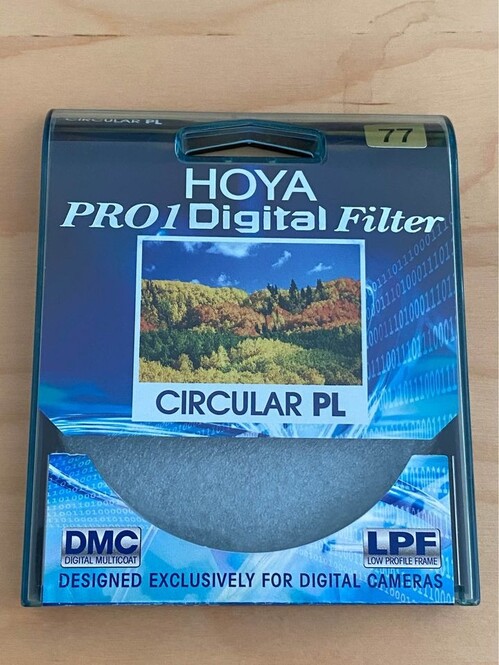 CIRCULAR PL
77
HOYA
PRO1 Digital Filter
CIRCULAR PL
DMC
DIGITAL MULTICOAT
LPF
LOW PROFILE FRAME
DESIGNED EXCLUSIVELY FOR DIGITAL CAMERAS